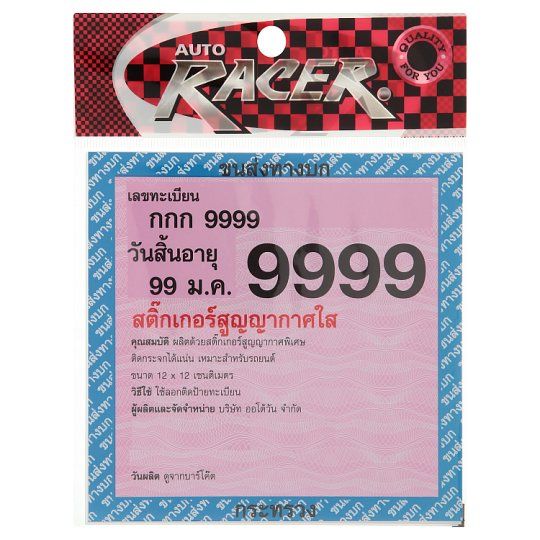 AUTO
RACER
QUALITY
FOR YOU
ขนส่งทางบก
เลขทะเบียน
กกก 9999
วันสิ้นอายุ
99 ม.ค.
9999
สติ๊กเกอร์สูญญากาศใส
คุณสมบัติ ผลิตด้วยสติ๊กเกอร์สูญญากาศพิเศษ
ติดกระจกได้แน่น เหมาะสำหรับรถยนต์
ขนาด 12 x 12 เซนติเมตร
วิธีใช้ ใช้ลอกติดป้ายทะเบียน
ผู้ผลิตและจัดจำหน่าย บริษัท ออโต้วัน จำกัด
วันผลิต ดูจากบาร์โค๊ด
กระทรวง